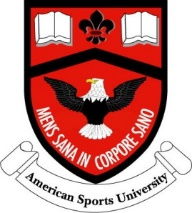 MENS SANA IN CORPORE SANO
American Sports University